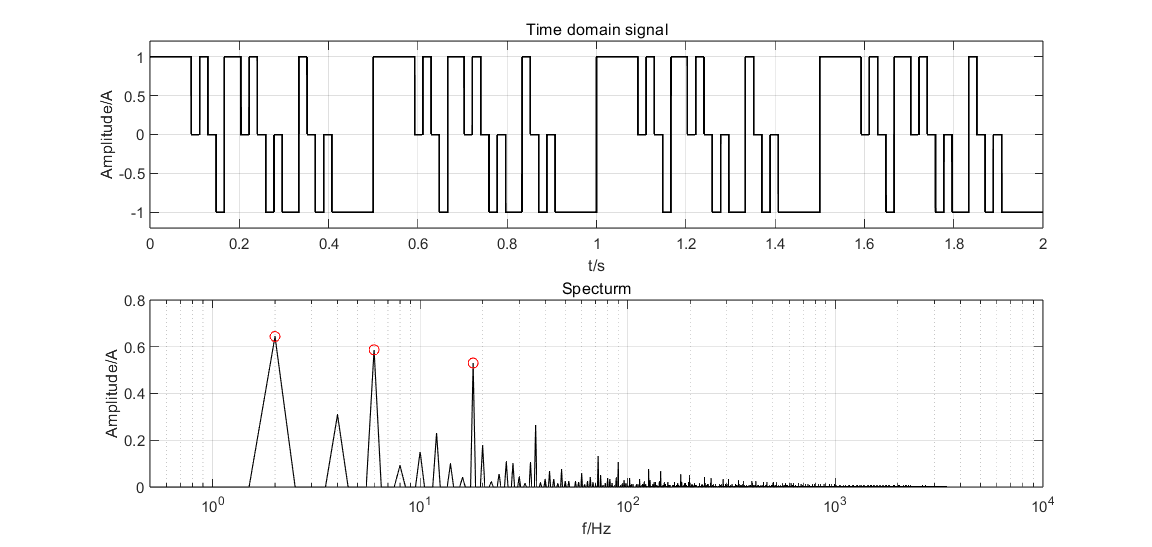 Time domain signal
1
0.5
0
-0.5
-1
Amplitude/A
0 0.2 0.4 0.6 0.8 1 1.2 1.4 1.6 1.8 2
t/s
Specturm
0.8
0.6
0.4
0.2
0
Amplitude/A
10^0 10^1 10^2 10^3 10^4
f/Hz